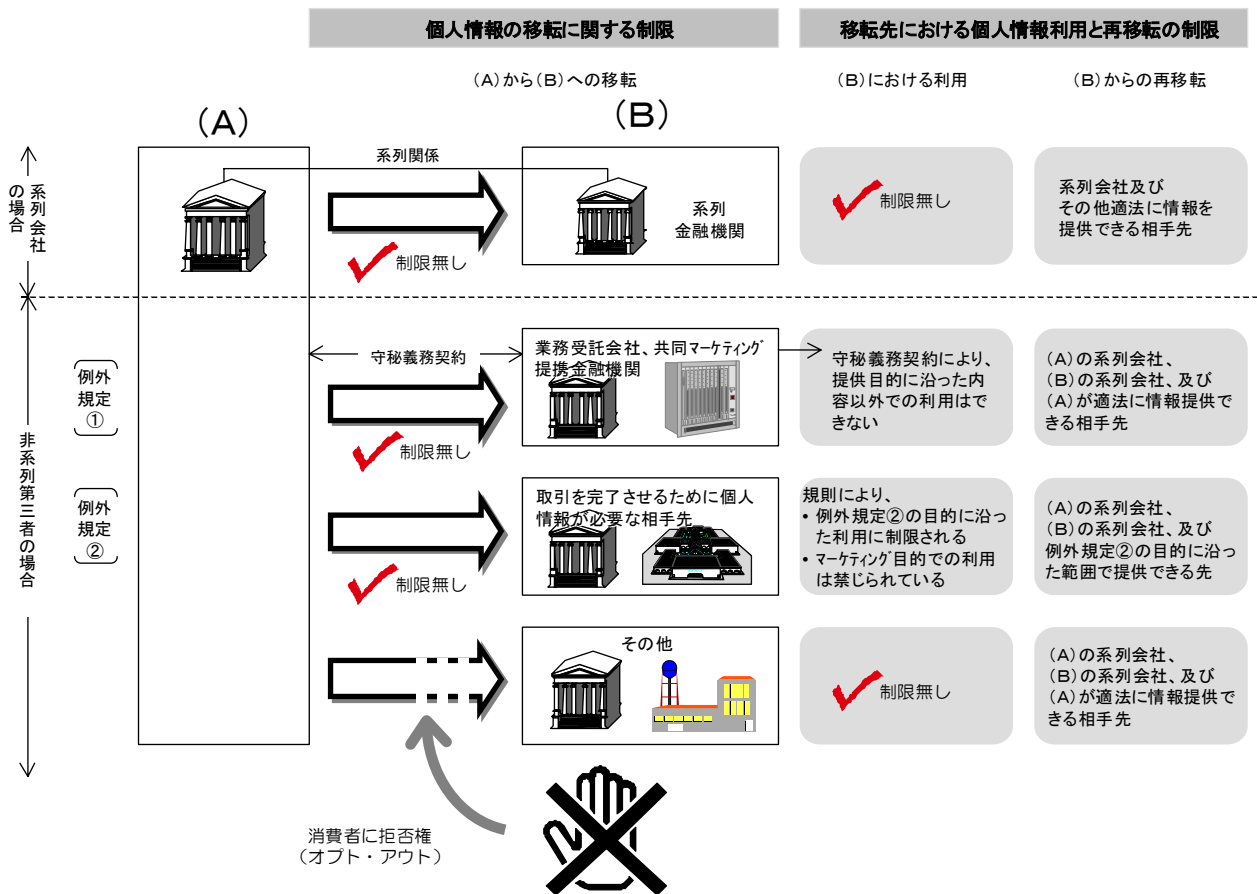 個人情報の移転に関する制限
移転先における個人情報利用と再移転の制限
（A）から（B）への移転
（B）における利用
（B）からの再移転
（A）
（B）
系列会社
の場合
系列関係
制限無し
系列
金融機関
制限無し
系列会社及び
その他適法に情報を
提供できる相手先
非系列第三者の場合
例外
規定
①
守秘義務契約
制限無し
業務受託会社、共同マーケティング
提携金融機関
守秘義務契約により、
提供目的に沿った内
容以外での利用はで
きない
（A）の系列会社、
（B）の系列会社、及び
（A）が適法に情報提供で
きる相手先
例外
規定
②
制限無し
取引を完了させるために個人
情報が必要な相手先
規則により、
• 例外規定②の目的に沿っ
た利用に制限される
• マーケティング目的での利用
は禁じられている
（A）の系列会社、
（B）の系列会社、及び
例外規定②の目的に沿っ
た範囲で提供できる先
その他
制限無し
（A）の系列会社、
（B）の系列会社、及び
（A）が適法に情報提供で
きる相手先
消費者に拒否権
（オプト・アウト）